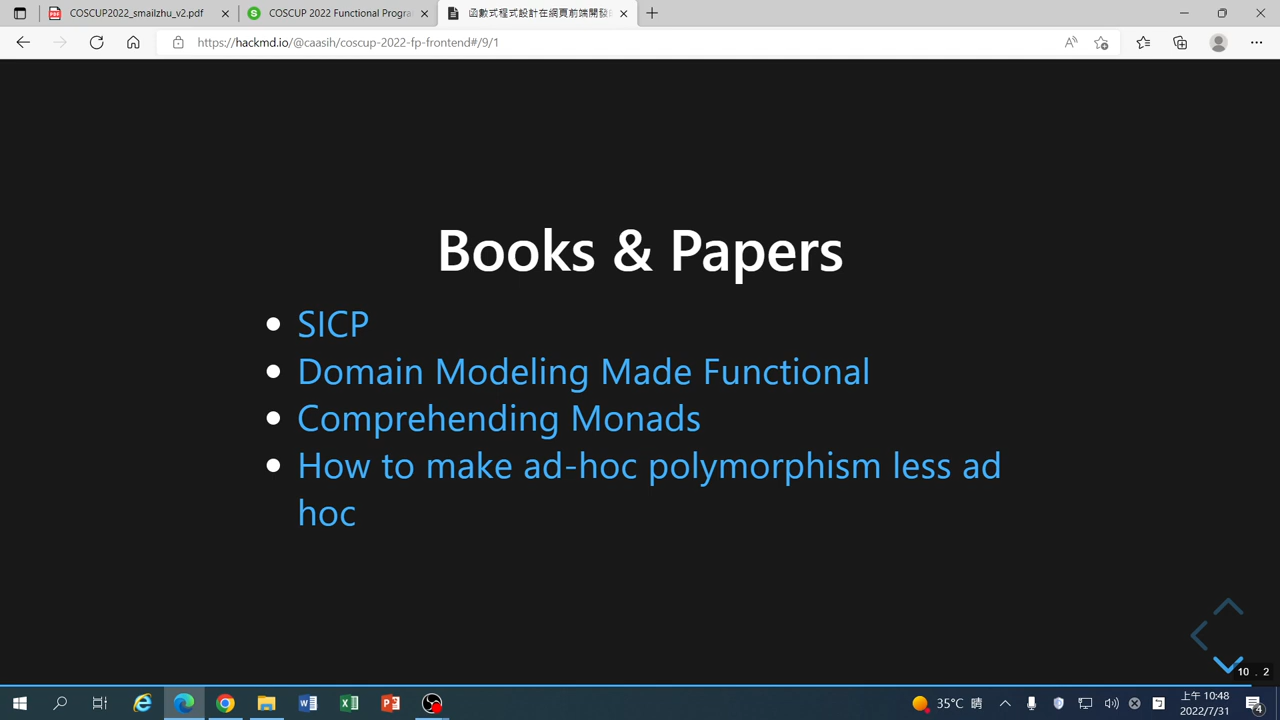 COSCUP2022_smailzhu_v2.pdf
COSCUP 2022 Functional Progra
函數式程式設計在網頁前端開發
https://hackmd.io/@caasih/coscup-2022-fp-frontend#/9/1
Books & Papers
SICP
Domain Modeling Made Functional
Comprehending Monads
How to make ad-hoc polymorphism less ad
hoc
10 . 2
35°C 晴
上午 10:48
2022/7/31
4